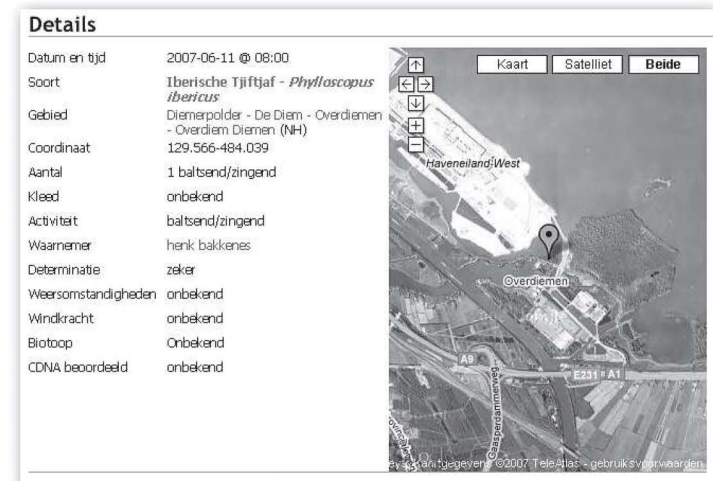 Details
Datum en tijd 2007-06-11 @ 08:00
Soort Iberische Tjiftjaf - Phylloscopus
ibericus
Gebied Diemerpolder - De Diem - Overdiemen
- Overdiem Diemen (NH)
Coordinaat 129.566-484.039
Aantal 1 baltsend/zingend
Kleed onbekend
Activiteit baltsend/zingend
Waarnemer henk bakkenes
Determinatie zeker
Weersomstandigheden onbekend
Windkracht onbekend
Biotoop Onbekend
CDNA beoordeeld onbekend
Kaart Satelliet Beide
Haveneiland-West
Overdiemen
A9
E231 A1
Gaasperdammerweg
©2007 TeleAtlas - gebruiksvoorwaarden